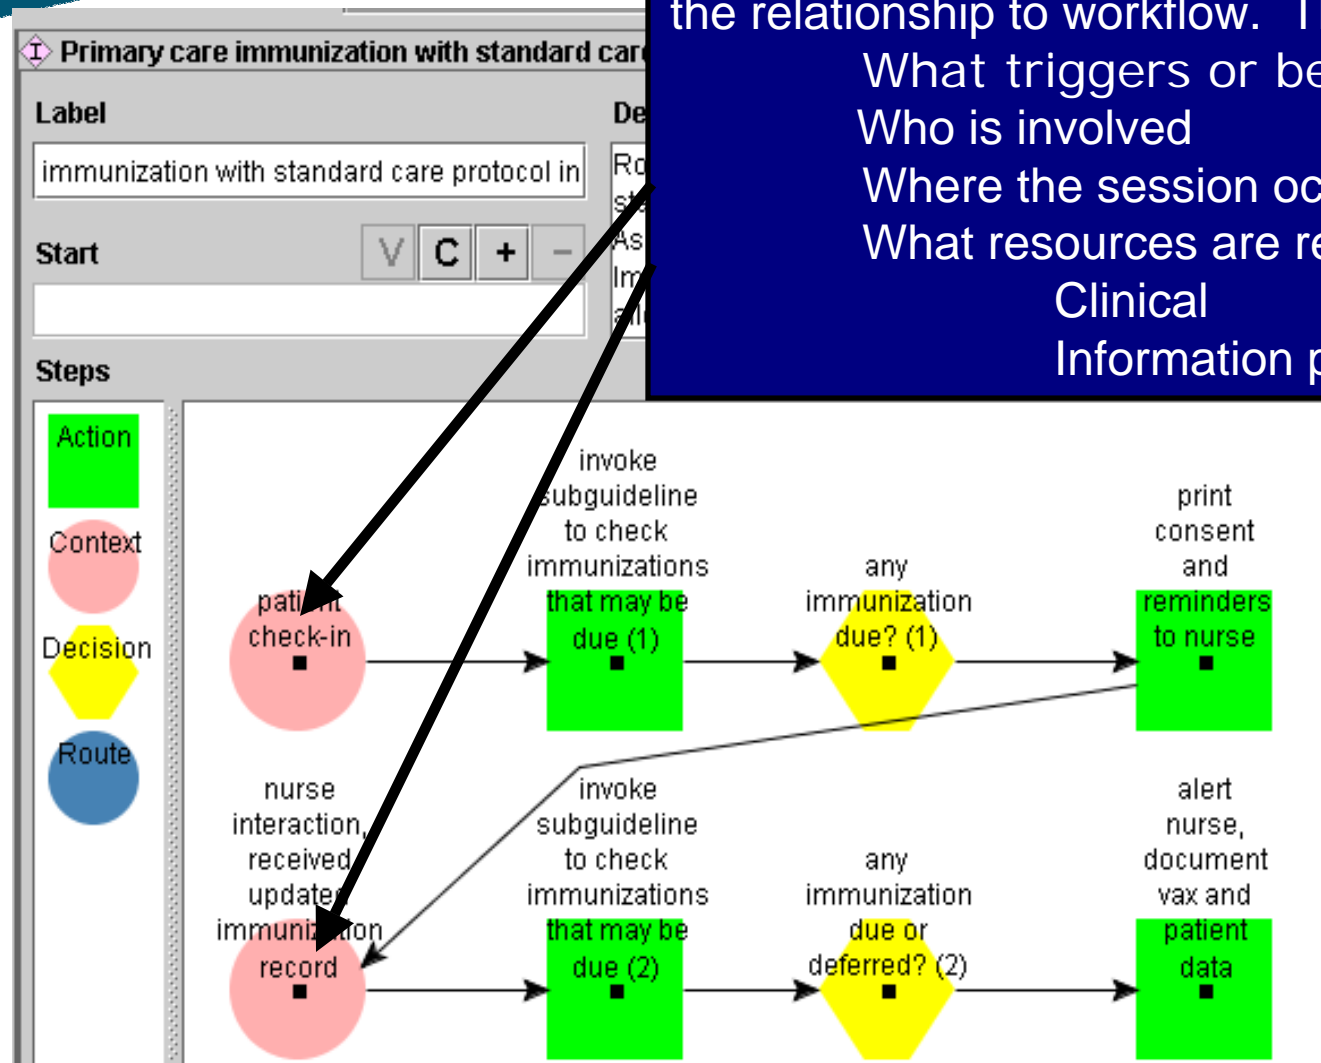 the relationship to workflow.
What triggers or
Who is involved
Where the session
What resources are
Clinical
Information
Primary care immunization with standard
Label
immunization with standard care protocol in
Start
V C + −
Steps
Action
Context
Decision
Route
patient
check-in
invoke
subguideline
to check
immunizations
that may be
due (1)
any
immunization
due? (1)
print
consent
and
reminders
to nurse
nurse
interaction,
received
updated
immunization
record
invoke
subguideline
to check
immunizations
that may be
due (2)
any
immunization
due or
deferred? (2)
alert
nurse,
document
vax and
patient
data